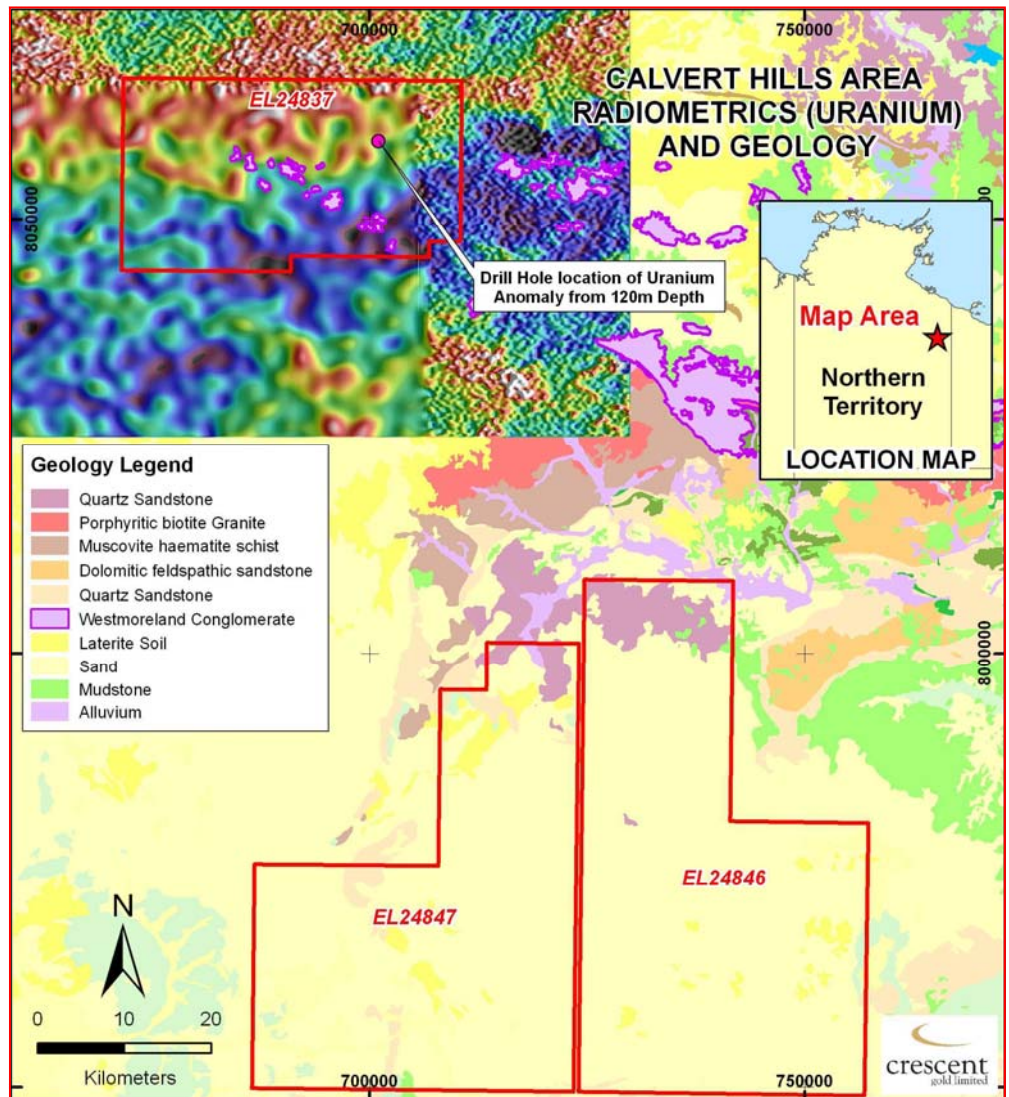 700000
750000
CALVERT HILLS AREA
RADIOMETRICS (URANIUM)
AND GEOLOGY
EL24837
8050000
8050000
Drill Hole location of Uranium
Anomaly from 120m Depth
Map Area
Northern
Territory
LOCATION MAP
Geology Legend
Quartz Sandstone
Porphyritic biotite Granite
Muscovite haematite schist
Dolomitic feldspathic sandstone
Quartz Sandstone
Westmoreland Conglomerate
Laterite Soil
Sand
Mudstone
Alluvium
8000000
EL24846
EL24847
N
0 10 20
Kilometers
700000
750000
crescent
gold limited